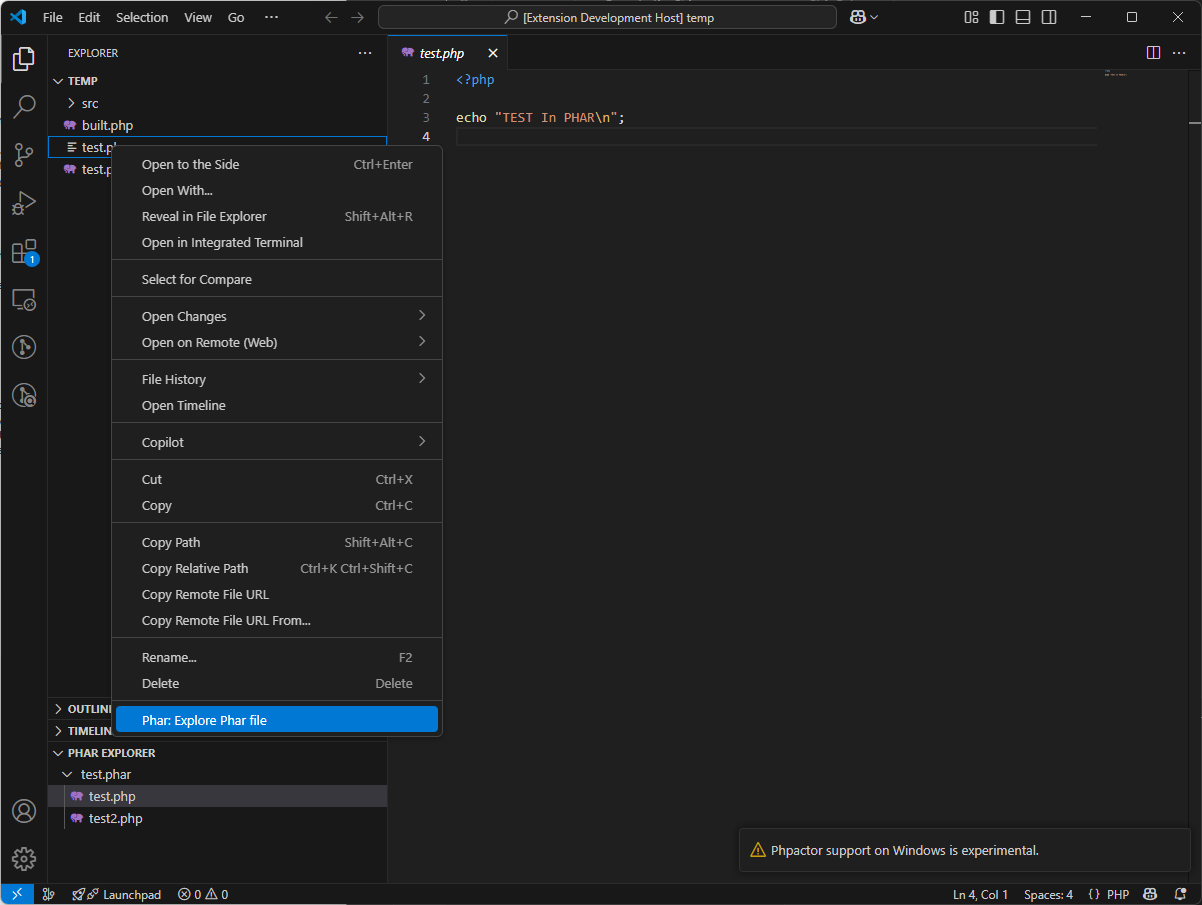 File Edit Selection View Go ··· [Extension Development Host] temp
EXPLORER ···
TEMP
src
built.php
test.ph
test.p
Open to the Side Ctrl+Enter
Open With...
Reveal in File Explorer Shift+Alt+R
Open in Integrated Terminal
Select for Compare
Open Changes
Open on Remote (Web)
File History
Open Timeline
Copilot
Cut Ctrl+X
Copy Ctrl+C
Copy Path Shift+Alt+C
Copy Relative Path Ctrl+K Ctrl+Shift+C
Copy Remote File URL
Copy Remote File URL From...
Rename... F2
Delete Delete
Phar: Explore Phar file
OUTLIN
TIMELIN
PHAR EXPLORER
test.phar
test.php
test2.php
1
test.php
1 <?php
2
3 echo "TEST In PHAR\n";
4
Phpactor support on Windows is experimental.
Launchpad 0 0 Ln 4, Col 1 Spaces: 4 {} PHP